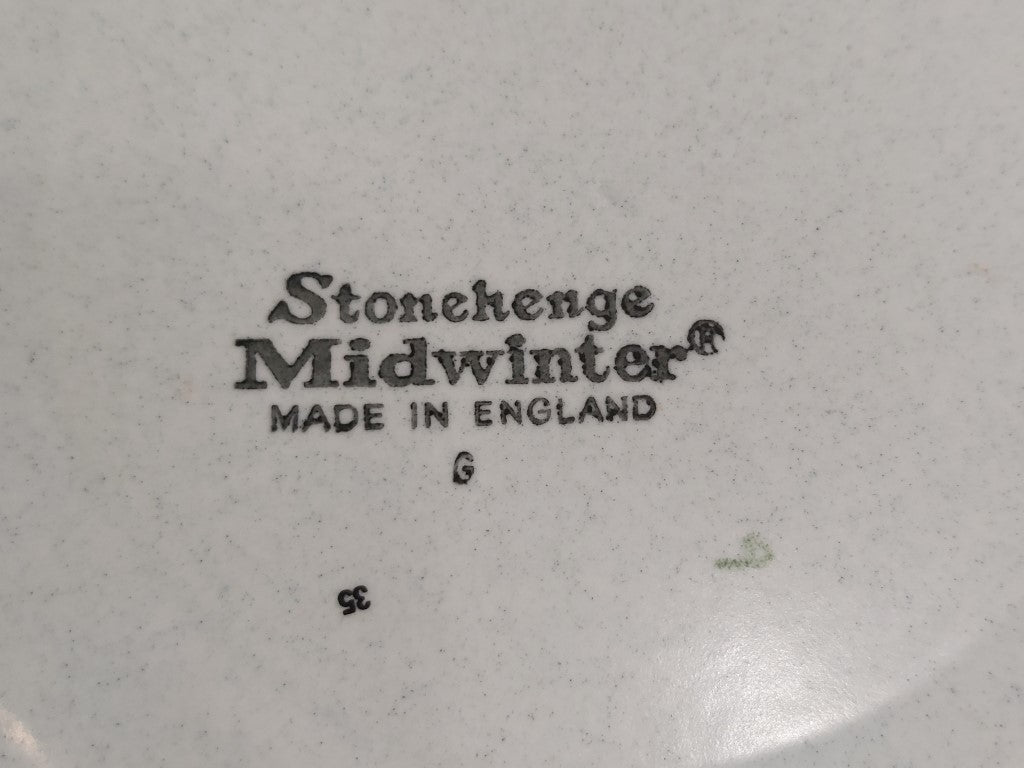 Stonehenge
Midwinter®
MADE IN ENGLAND
G
35